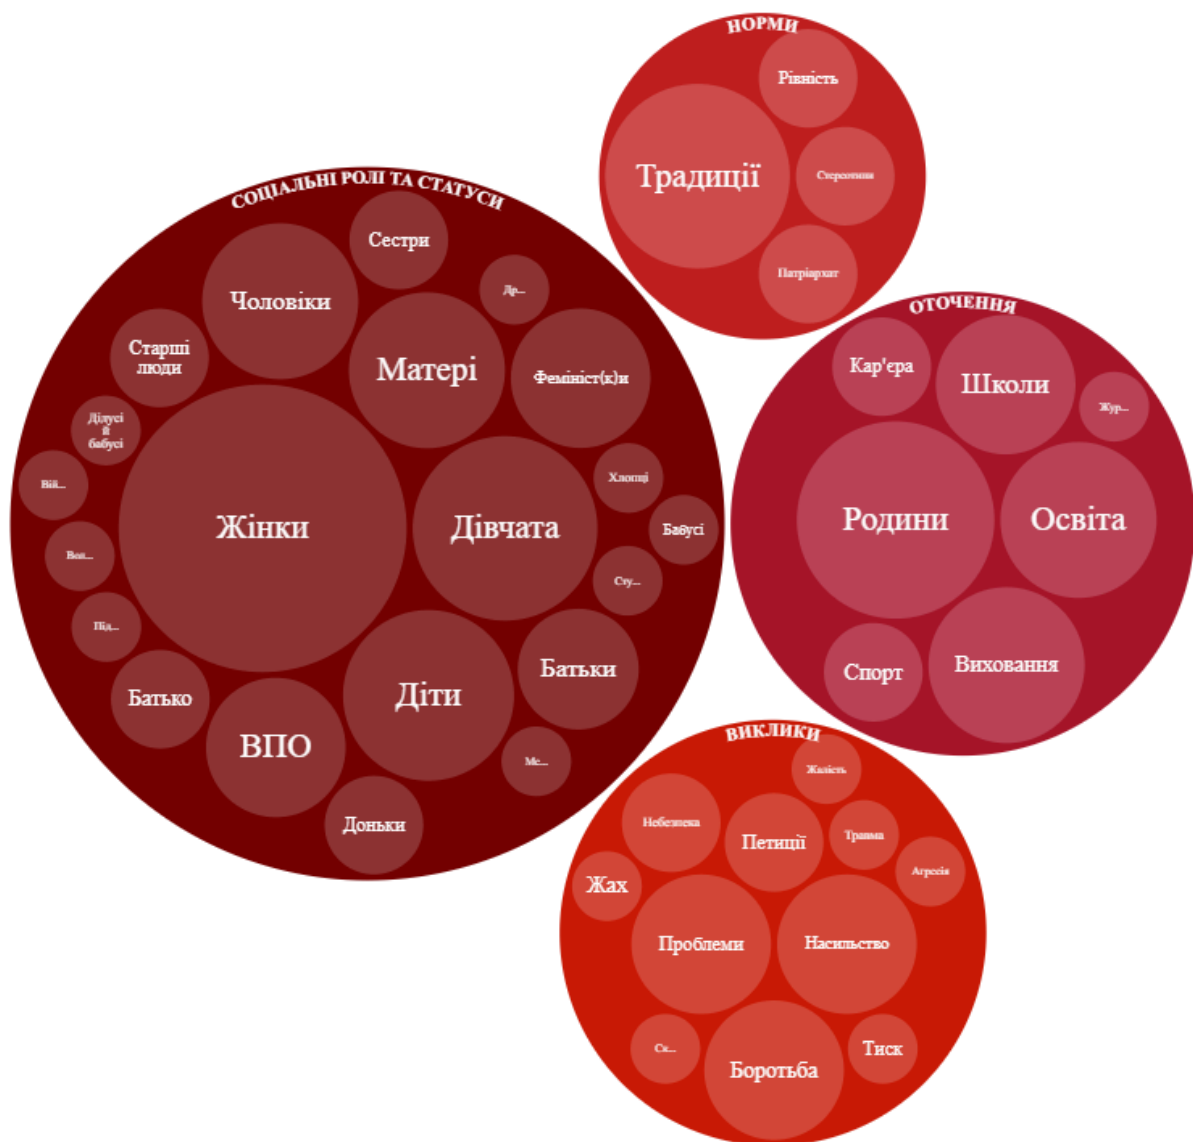 НОРМИ
Рівність
Традиції
Стереотипи
Патріархат
СОЦІАЛЬНІ РОЛІ ТА СТАТУСИ
Сестри
Др...
Чоловіки
Матері
Фемініст(к)и
Старші
люди
Дідусі
й
бабусі
Вій...
Жінки
Дівчата
Хлопці
Бабусі
Вол...
Сту...
Під...
Батько
ВПО
Діти
Батьки
Ме...
Доньки
ОТОЧЕННЯ
Кар'єра
Школи
Жур...
Родини
Освіта
Спорт
Виховання
ВИКЛИКИ
Жалість
Небезпека
Петиції
Травма
Агресія
Жах
Проблеми
Насильство
Ск...
Боротьба
Тиск